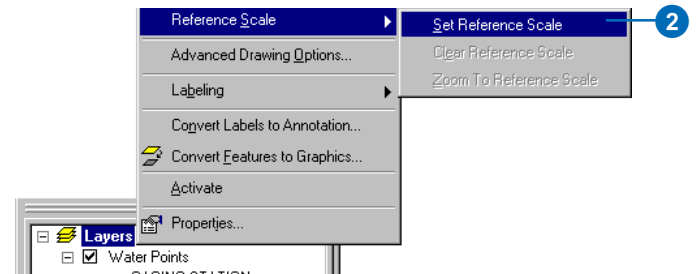 Reference Scale
Set Reference Scale
2
Clear Reference Scale
Advanced Drawing Options...
Zoom To Reference Scale
Labeling
Convert Labels to Annotation...
Convert Features to Graphics...
Activate
Properties...
Layers
Water Points